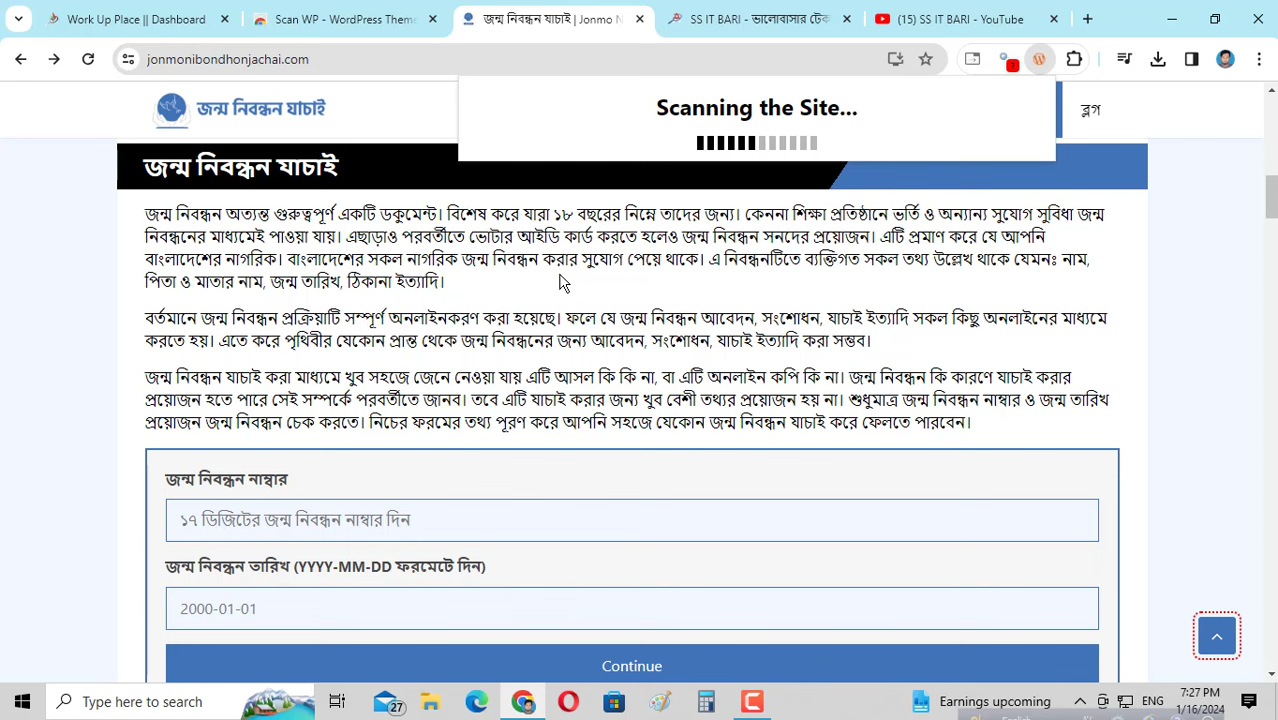 Work Up Place || Dashboard
Scan WP - WordPress Them
জন্ম নিবন্ধন যাচাই | Jonmo N
SS IT BARI - ভালোবাসার টেক
(15) SS IT BARI - YouTube
jonmonibondhonjachai.com
জন্ম নিবন্ধন যাচাই
ব্লগ
Scanning the Site...
জন্ম নিবন্ধন যাচাই
জন্ম নিবন্ধন অত্যন্ত গুরুত্বপূর্ণ একটি ডকুমেন্ট। বিশেষ করে যারা ১৮ বছরের নিম্নে তাদের জন্য। কেননা শিক্ষা প্রতিষ্ঠানে ভর্তি ও অন্যান্য সুযোগ সুবিধা জন্ম
নিবন্ধনের মাধ্যমেই পাওয়া যায়। এছাড়াও পরবর্তীতে ভোটার আইডি কার্ড করতে হলেও জন্ম নিবন্ধন সনদের প্রয়োজন। এটি প্রমাণ করে যে আপনি
বাংলাদেশের নাগরিক। বাংলাদেশের সকল নাগরিক জন্ম নিবন্ধন করার সুযোগ পেয়ে থাকে। এ নিবন্ধনটিতে ব্যক্তিগত সকল তথ্য উল্লেখ থাকে যেমনঃ নাম,
পিতা ও মাতার নাম, জন্ম তারিখ, ঠিকানা ইত্যাদি।
বর্তমানে জন্ম নিবন্ধন প্রক্রিয়াটি সম্পূর্ণ অনলাইনকরণ করা হয়েছে। ফলে যে জন্ম নিবন্ধন আবেদন, সংশোধন, যাচাই ইত্যাদি সকল কিছু অনলাইনের মাধ্যমে
করতে হয়। এতে করে পৃথিবীর যেকোন প্রান্ত থেকে জন্ম নিবন্ধনের জন্য আবেদন, সংশোধন, যাচাই ইত্যাদি করা সম্ভব।
জন্ম নিবন্ধন যাচাই করা মাধ্যমে খুব সহজে জেনে নেওয়া যায় এটি আসল কি কি না, বা এটি অনলাইন কপি কি না। জন্ম নিবন্ধন কি কারণে যাচাই করার
প্রয়োজন হতে পারে সেই সম্পর্কে পরবর্তীতে জানব। তবে এটি যাচাই করার জন্য খুব বেশী তথ্যর প্রয়োজন হয় না। শুধুমাত্র জন্ম নিবন্ধন নাম্বার ও জন্ম তারিখ
প্রয়োজন জন্ম নিবন্ধন চেক করতে। নিচের ফরমের তথ্য পূরণ করে আপনি সহজে যেকোন জন্ম নিবন্ধন যাচাই করে ফেলতে পারবেন।
জন্ম নিবন্ধন নাম্বার
১৭ ডিজিটের জন্ম নিবন্ধন নাম্বার দিন
জন্ম নিবন্ধন তারিখ (YYYY-MM-DD ফরমেটে দিন)
2000-01-01
Continue
Type here to search
27
Earnings upcoming
ENG
7:27 PM
1/16/2024